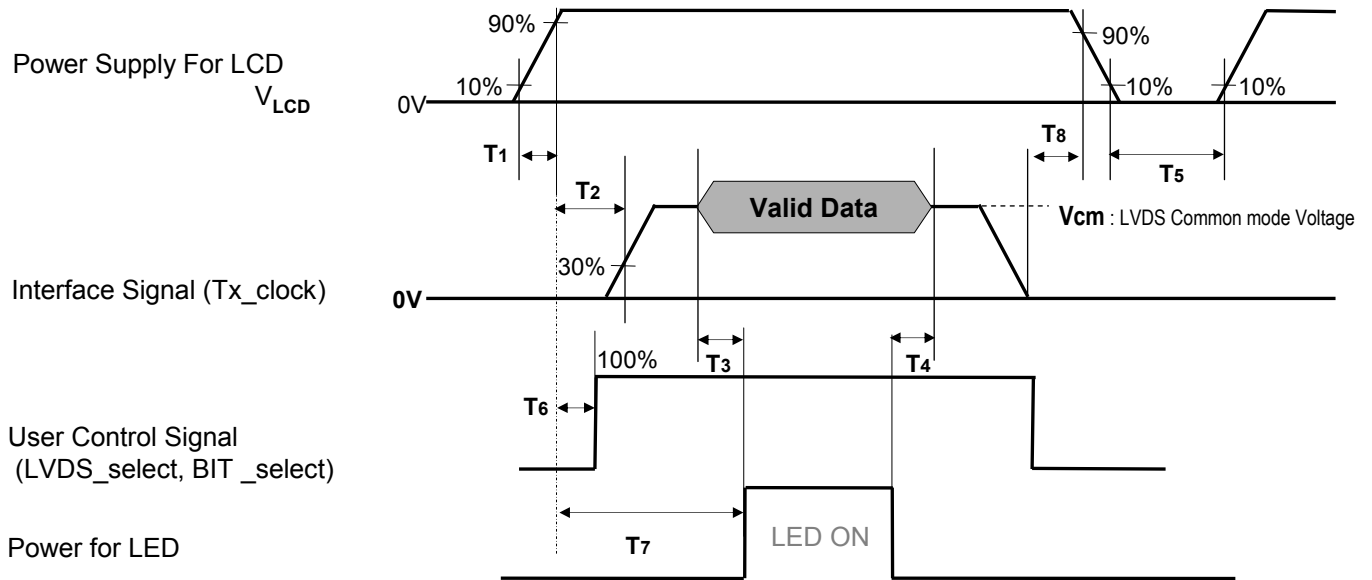 90%
90%
Power Supply For LCD
VLCD
10%
10%
10%
0V
T1
T8
T5
T2
Valid Data
Vcm : LVDS Common mode Voltage
30%
Interface Signal (Tx_clock)
0V
T3
T4
100%
T6
User Control Signal
(LVDS_select, BIT _select)
T7
LED ON
Power for LED